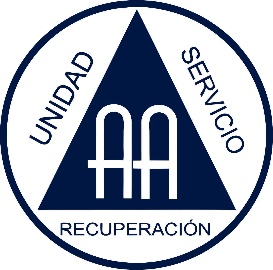 UNIDAD
SERVICIO
AA
RECUPERACIÓN